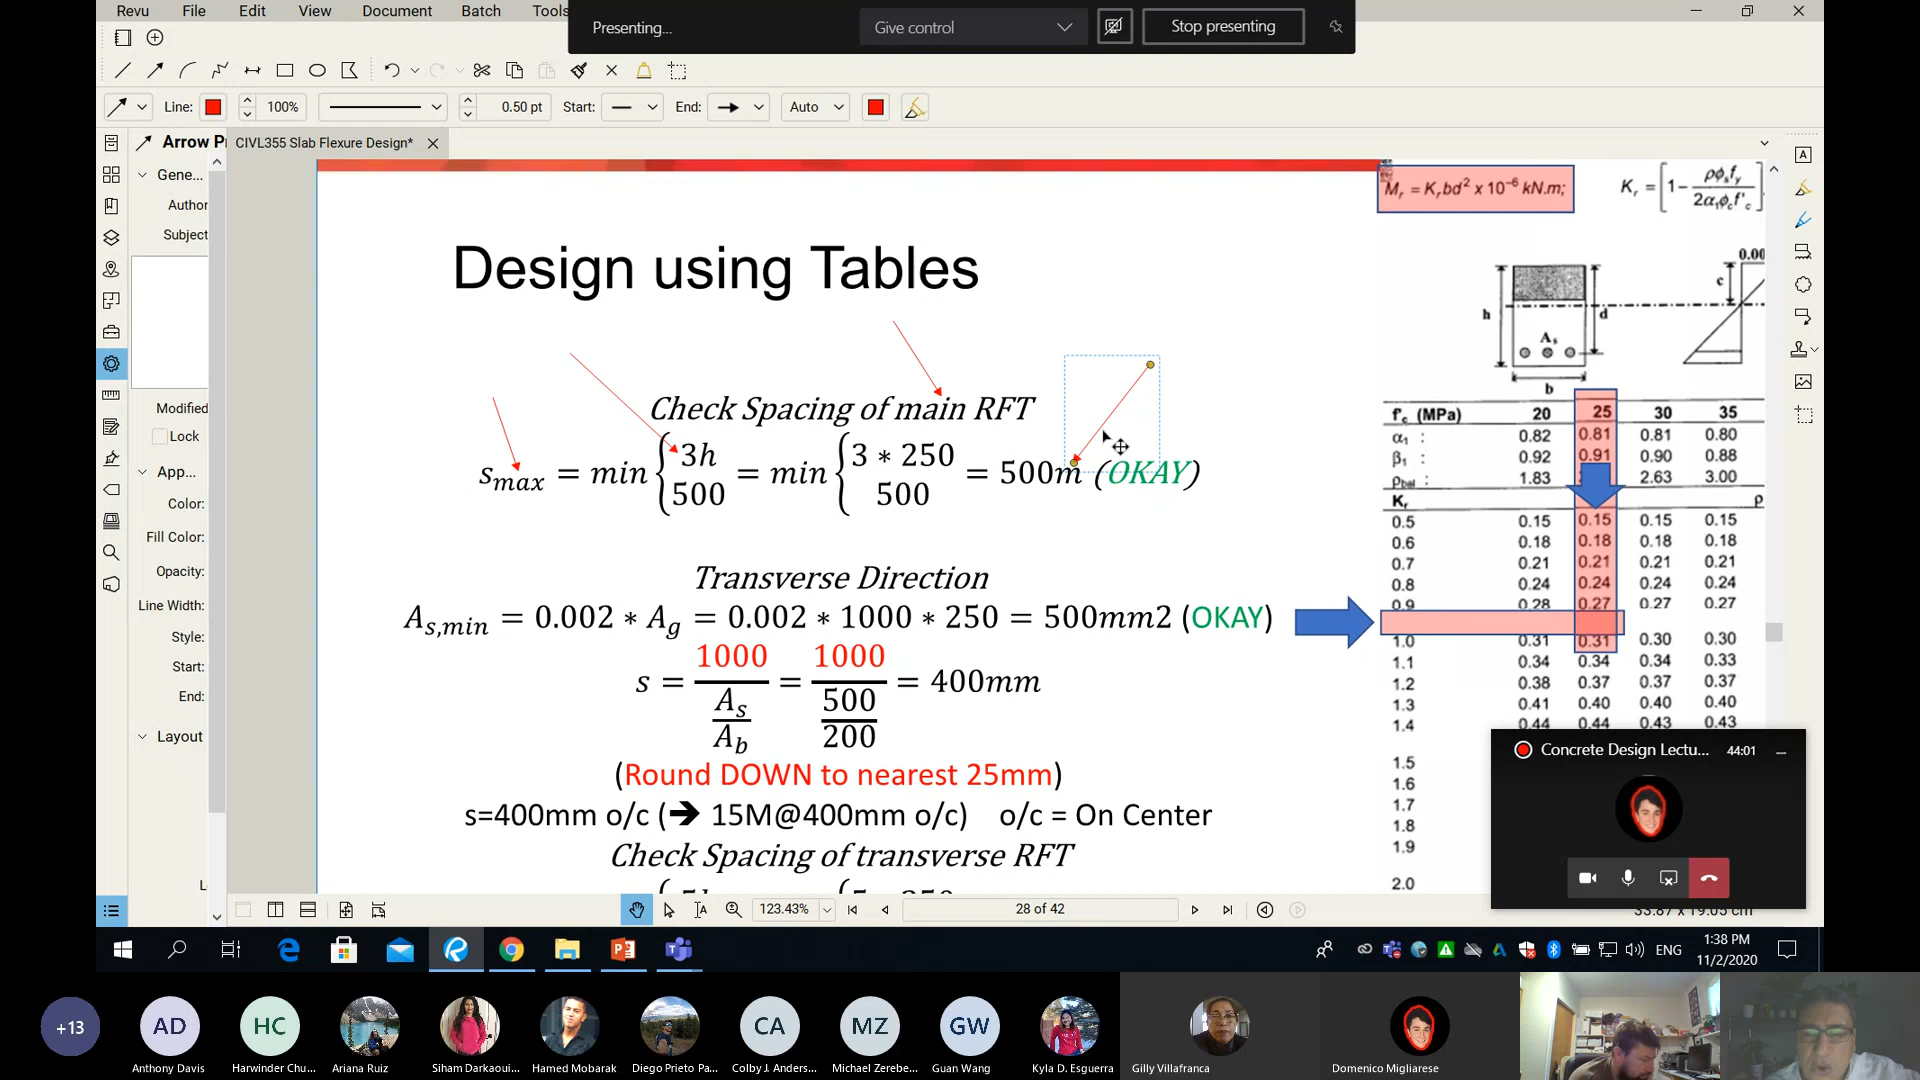 Revu File Edit View Document Batch Tools
Presenting...
Give control
Stop presenting
Line: 100% 0.50 pt Start: End: Auto
Arrow Pr
CIVL355 Slab Flexure Design*
Gene...
Author
Subject
Modified
Lock
App...
Color:
Fill Color:
Opacity:
Line Width:
Style:
Start:
End:
Layout
Design using Tables
Check Spacing of main RFT
s_max = min { 3h 500 = min { 3 ∗ 250 500 = 500m (OKAY)
Transverse Direction
A_s,min = 0.002 ∗ A_g = 0.002 ∗ 1000 ∗ 250 = 500mm2 (OKAY)
s = 1000 / (A_s / A_b) = 1000 / (500 / 200) = 400mm
(Round DOWN to nearest 25mm)
s=400mm o/c (➔ 15M@400mm o/c) o/c = On Center
Check Spacing of transverse RFT
M_r = K_r bd² x 10⁻⁶ kN.m;
K_r = [1 − ρϕ_s f_y / 2α₁ϕ_c f'_c
0.00
c
h
d
A_s
b
f'c (MPa) 20 25 30 35
α₁ : 0.82 0.81 0.81 0.80
β₁ : 0.92 0.91 0.90 0.88
ρ_bal : 1.83 2.63 3.00
K_r ρ
0.5 0.15 0.15 0.15 0.15
0.6 0.18 0.18 0.18 0.18
0.7 0.21 0.21 0.21 0.21
0.8 0.24 0.24 0.24 0.24
0.9 0.28 0.27 0.27 0.27
1.0 0.31 0.31 0.30 0.30
1.1 0.34 0.34 0.34 0.33
1.2 0.38 0.37 0.37 0.37
1.3 0.41 0.40 0.40 0.40
1.4 0.44 0.44 0.43 0.43
1.5
1.6
1.7
1.8
1.9
2.0
Concrete Design Lectu... 44:01
123.43%
28 of 42
33.87 x 19.05 cm
ENG
1:38 PM
11/2/2020
+13 AD HC CA MZ GW
Anthony Davis
Harwinder Chu...
Ariana Ruiz
Siham Darkaoui...
Hamed Mobarak
Diego Prieto Pa...
Colby J. Anders...
Michael Zerebe...
Guan Wang
Kyla D. Esguerra
Gilly Villafranca
Domenico Migliarese